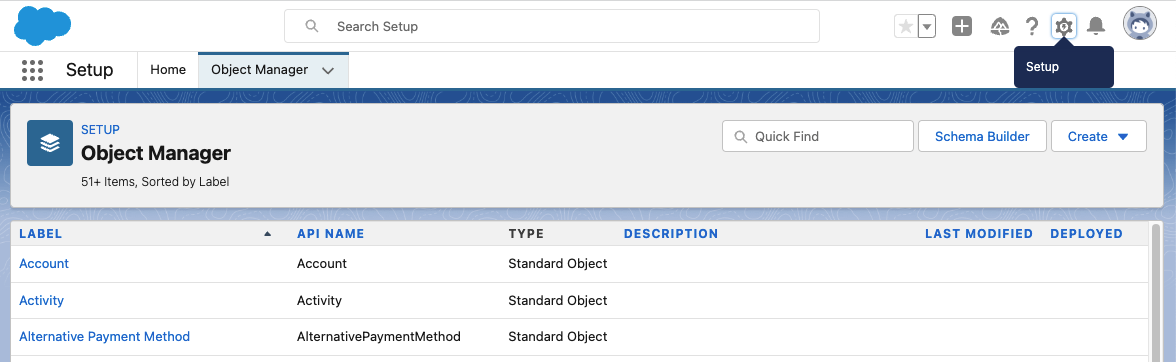 Search Setup
Setup
Setup Home Object Manager
SETUP
Object Manager
51+ Items, Sorted by Label
Quick Find Schema Builder Create
LABEL API NAME TYPE DESCRIPTION LAST MODIFIED DEPLOYED
Account Account Standard Object
Activity Activity Standard Object
Alternative Payment Method AlternativePaymentMethod Standard Object